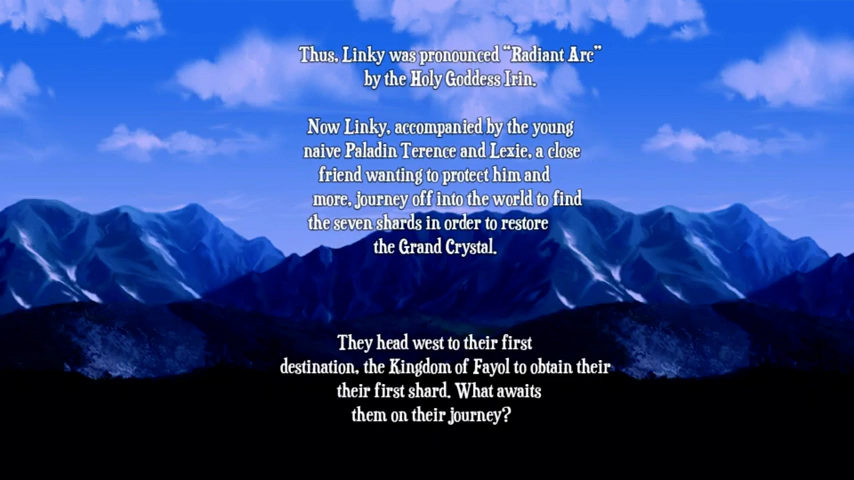 Thus, Linky was pronounced “Radiant Arc”
by the Holy Goddess Irin.
Now Linky, accompanied by the young
naive Paladin Terence and Lexie, a close
friend wanting to protect him and
more, journey off into the world to find
the seven shards in order to restore
the Grand Crystal.
They head west to their first
destination, the Kingdom of Fayol to obtain their
their first shard. What awaits
them on their journey?